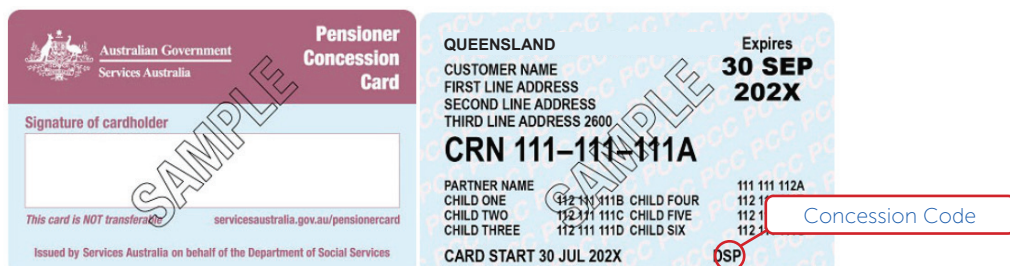 Australian Government
Services Australia
Pensioner
Concession
Card
Signature of cardholder
SAMPLE
This card is NOT transferable
servicesaustralia.gov.au/pensionercard
Issued by Services Australia on behalf of the Department of Social Services
QUEENSLAND
Expires
30 SEP
202X
CUSTOMER NAME
FIRST LINE ADDRESS
SECOND LINE ADDRESS
THIRD LINE ADDRESS 2600
CRN 111–111–111A
SAMPLE
PARTNER NAME 111 111 112A
CHILD ONE 112 111 111B CHILD FOUR 112
CHILD TWO 112 111 111C CHILD FIVE 112
CHILD THREE 112 111 111D CHILD SIX 112
CARD START 30 JUL 202X DSP
Concession Code